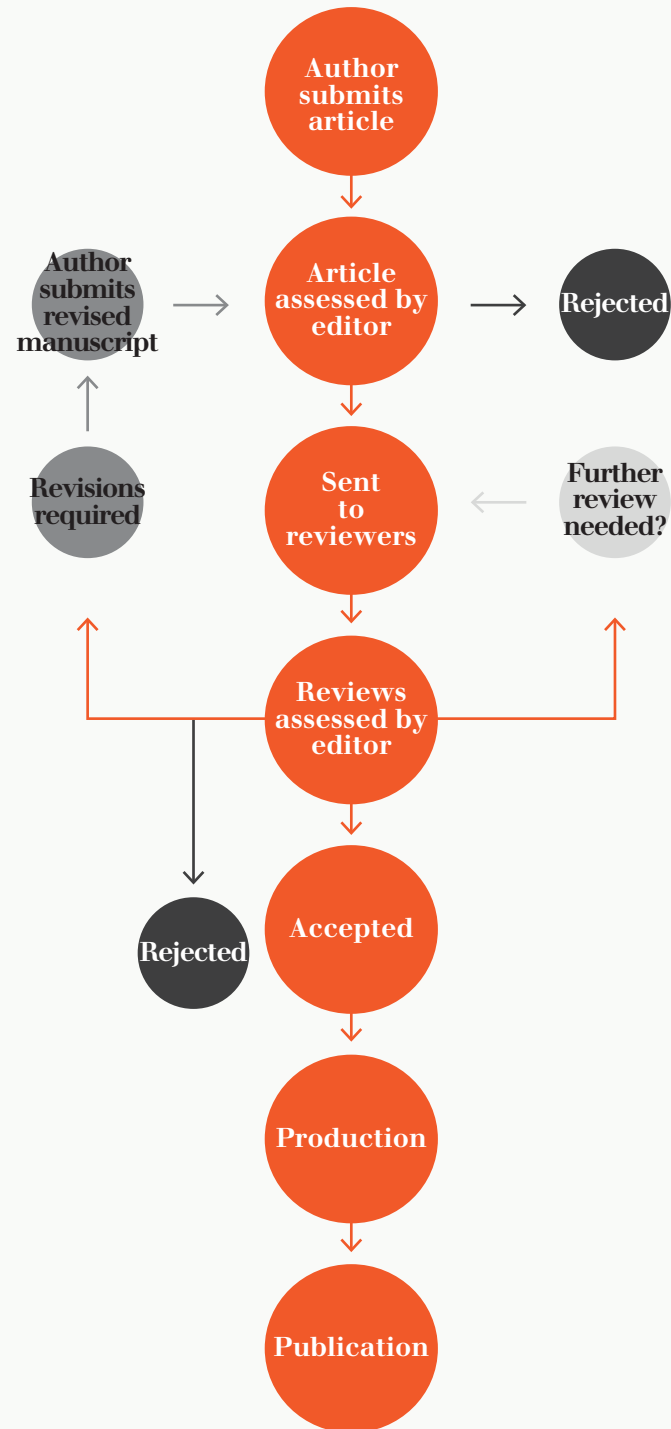 Author
submits
article
Author
submits
revised
manuscript
Article
assessed by
editor
Rejected
Revisions
required
Sent
to
reviewers
Further
review
needed?
Reviews
assessed by
editor
Rejected
Accepted
Production
Publication